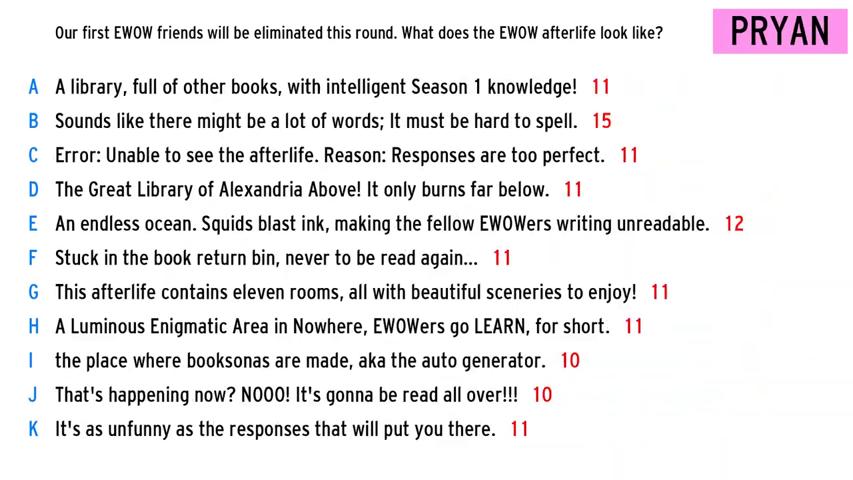 Our first EWOW friends will be eliminated this round. What does the EWOW afterlife look like?
PRYAN
A A library, full of other books, with intelligent Season 1 knowledge! 11
B Sounds like there might be a lot of words; It must be hard to spell. 15
C Error: Unable to see the afterlife. Reason: Responses are too perfect. 11
D The Great Library of Alexandria Above! It only burns far below. 11
E An endless ocean. Squids blast ink, making the fellow EWOWers writing unreadable. 12
F Stuck in the book return bin, never to be read again... 11
G This afterlife contains eleven rooms, all with beautiful sceneries to enjoy! 11
H A Luminous Enigmatic Area in Nowhere, EWOWers go LEARN, for short. 11
I the place where booksonas are made, aka the auto generator. 10
J That's happening now? NOOO! It's gonna be read all over!!! 10
K It's as unfunny as the responses that will put you there. 11